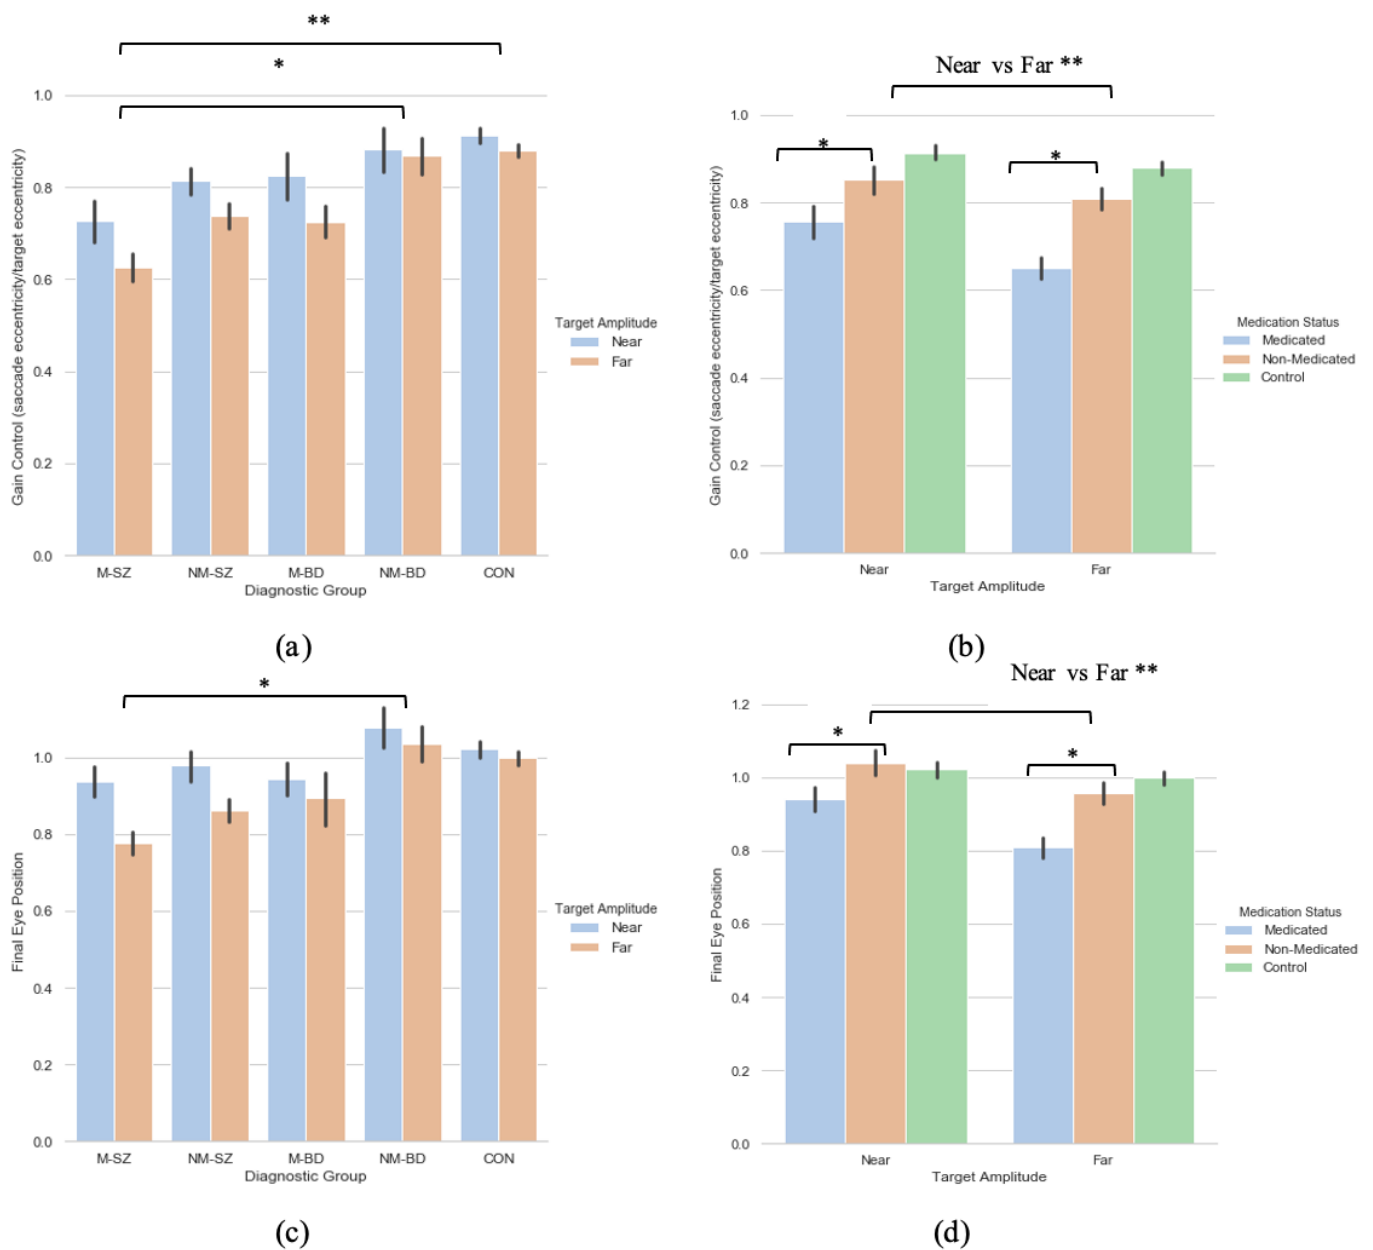 **
*
1.0
0.8
0.6
0.4
0.2
0.0
Gain Control (saccade eccentricity/target eccentricity)
M-SZ NM-SZ M-BD NM-BD CON
Diagnostic Group
Target Amplitude
Near
Far
(a)
Near vs Far **
*
*
1.0
0.8
0.6
0.4
0.2
0.0
Gain Control (saccade eccentricity/target eccentricity)
Near Far
Target Amplitude
Medication Status
Medicated
Non-Medicated
Control
(b)
*
1.0
0.8
0.6
0.4
0.2
0.0
Final Eye Position
M-SZ NM-SZ M-BD NM-BD CON
Diagnostic Group
Target Amplitude
Near
Far
(c)
Near vs Far **
*
*
1.2
1.0
0.8
0.6
0.4
0.2
0.0
Final Eye Position
Near Far
Target Amplitude
Medication Status
Medicated
Non-Medicated
Control
(d)